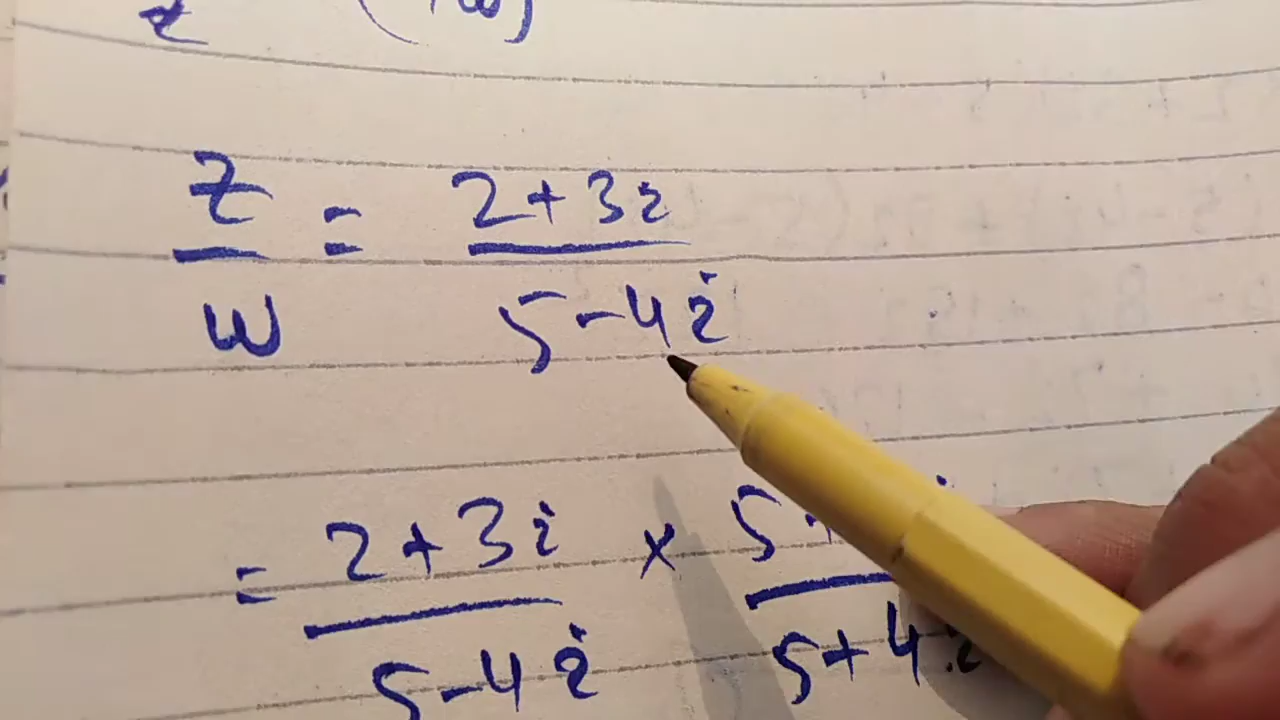 z/w = (2+3i)/(5-4i)
= (2+3i)/(5-4i) × 5+ /(5+4i)